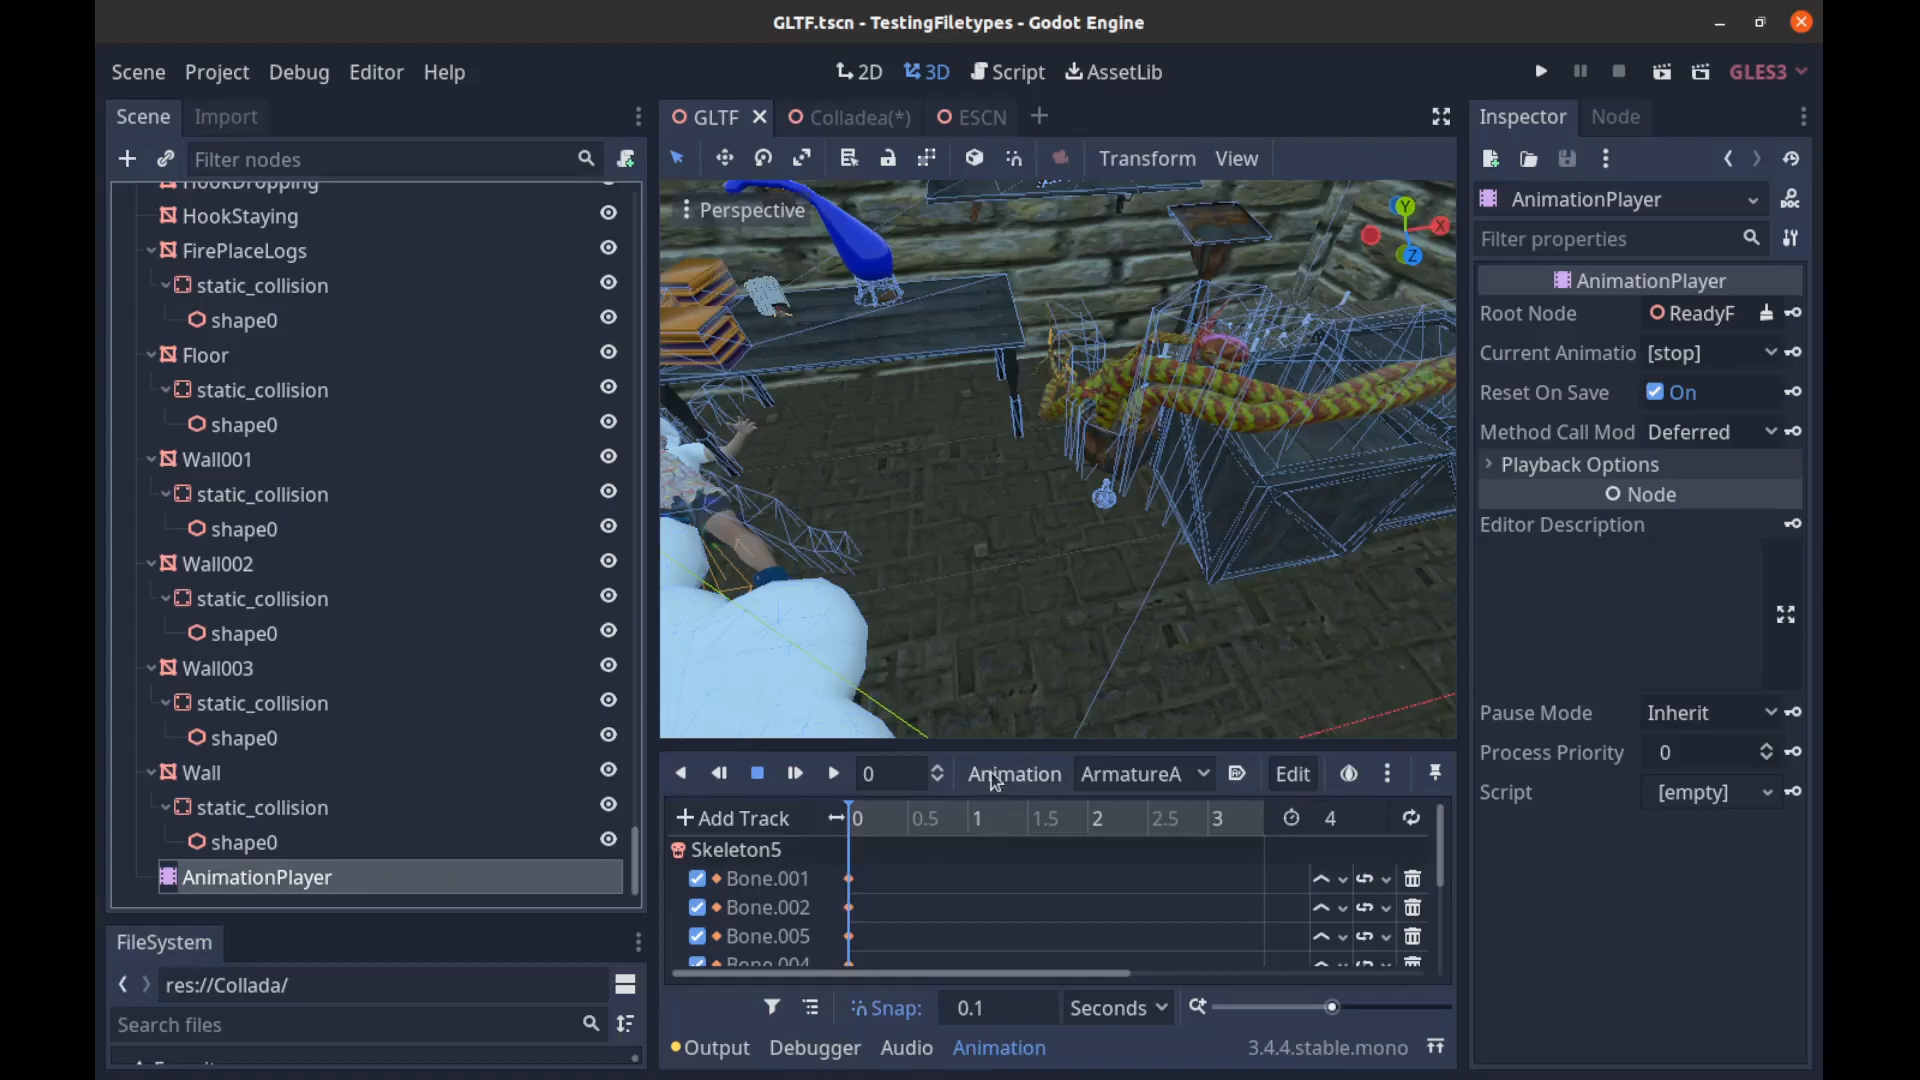 GLTF.tscn - TestingFiletypes - Godot Engine
Scene Project Debug Editor Help
2D 3D Script AssetLib
GLES3
Scene Import
Filter nodes
HookDropping
HookStaying
FirePlaceLogs
static_collision
shape0
Floor
static_collision
shape0
Wall001
static_collision
shape0
Wall002
static_collision
shape0
Wall003
static_collision
shape0
Wall
static_collision
shape0
AnimationPlayer
FileSystem
res://Collada/
Search files
GLTF Colladea(*) ESCN
Transform View
Perspective
Y
X
Z
0 Animation ArmatureA Edit
Add Track 0 0.5 1 1.5 2 2.5 3 4
Skeleton5
Bone.001
Bone.002
Bone.005
Bone.004
Snap: 0.1 Seconds
Output Debugger Audio Animation 3.4.4.stable.mono
Inspector Node
AnimationPlayer
Filter properties
AnimationPlayer
Root Node ReadyF
Current Animatio [stop]
Reset On Save On
Method Call Mod Deferred
Playback Options
Node
Editor Description
Pause Mode Inherit
Process Priority 0
Script [empty]